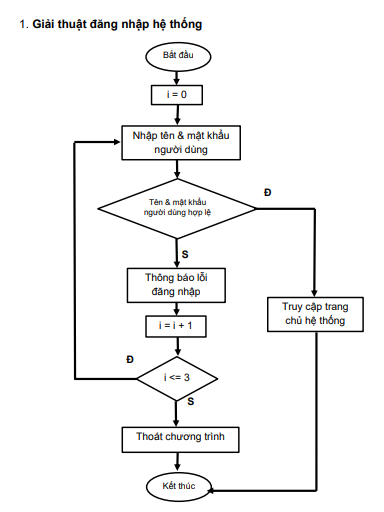 1. Giải thuật đăng nhập hệ thống
Bắt đầu
i = 0
Nhập tên & mật khẩu
người dùng
Tên & mật khẩu
người dùng hợp lệ
Đ
S
Thông báo lỗi
đăng nhập
Truy cập trang
chủ hệ thống
i = i + 1
Đ
i <= 3
S
Thoát chương trình
Kết thúc